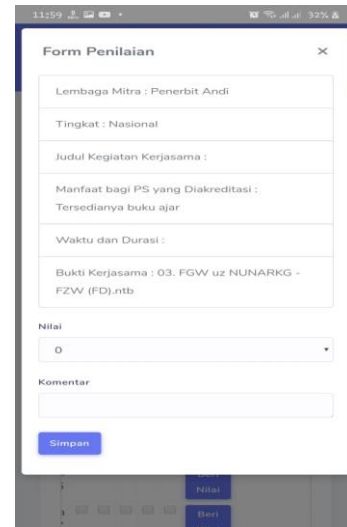 11:59
32%
Form Penilaian ×
Lembaga Mitra : Penerbit Andi
Tingkat : Nasional
Judul Kegiatan Kerjasama :
Manfaat bagi PS yang Diakreditasi :
Tersedianya buku ajar
Waktu dan Durasi :
Bukti Kerjasama : 03. FGW uz NUNARKG -
FZW (FD).ntb
Nilai
0
Komentar
Simpan
Beri
Nilai
Beri